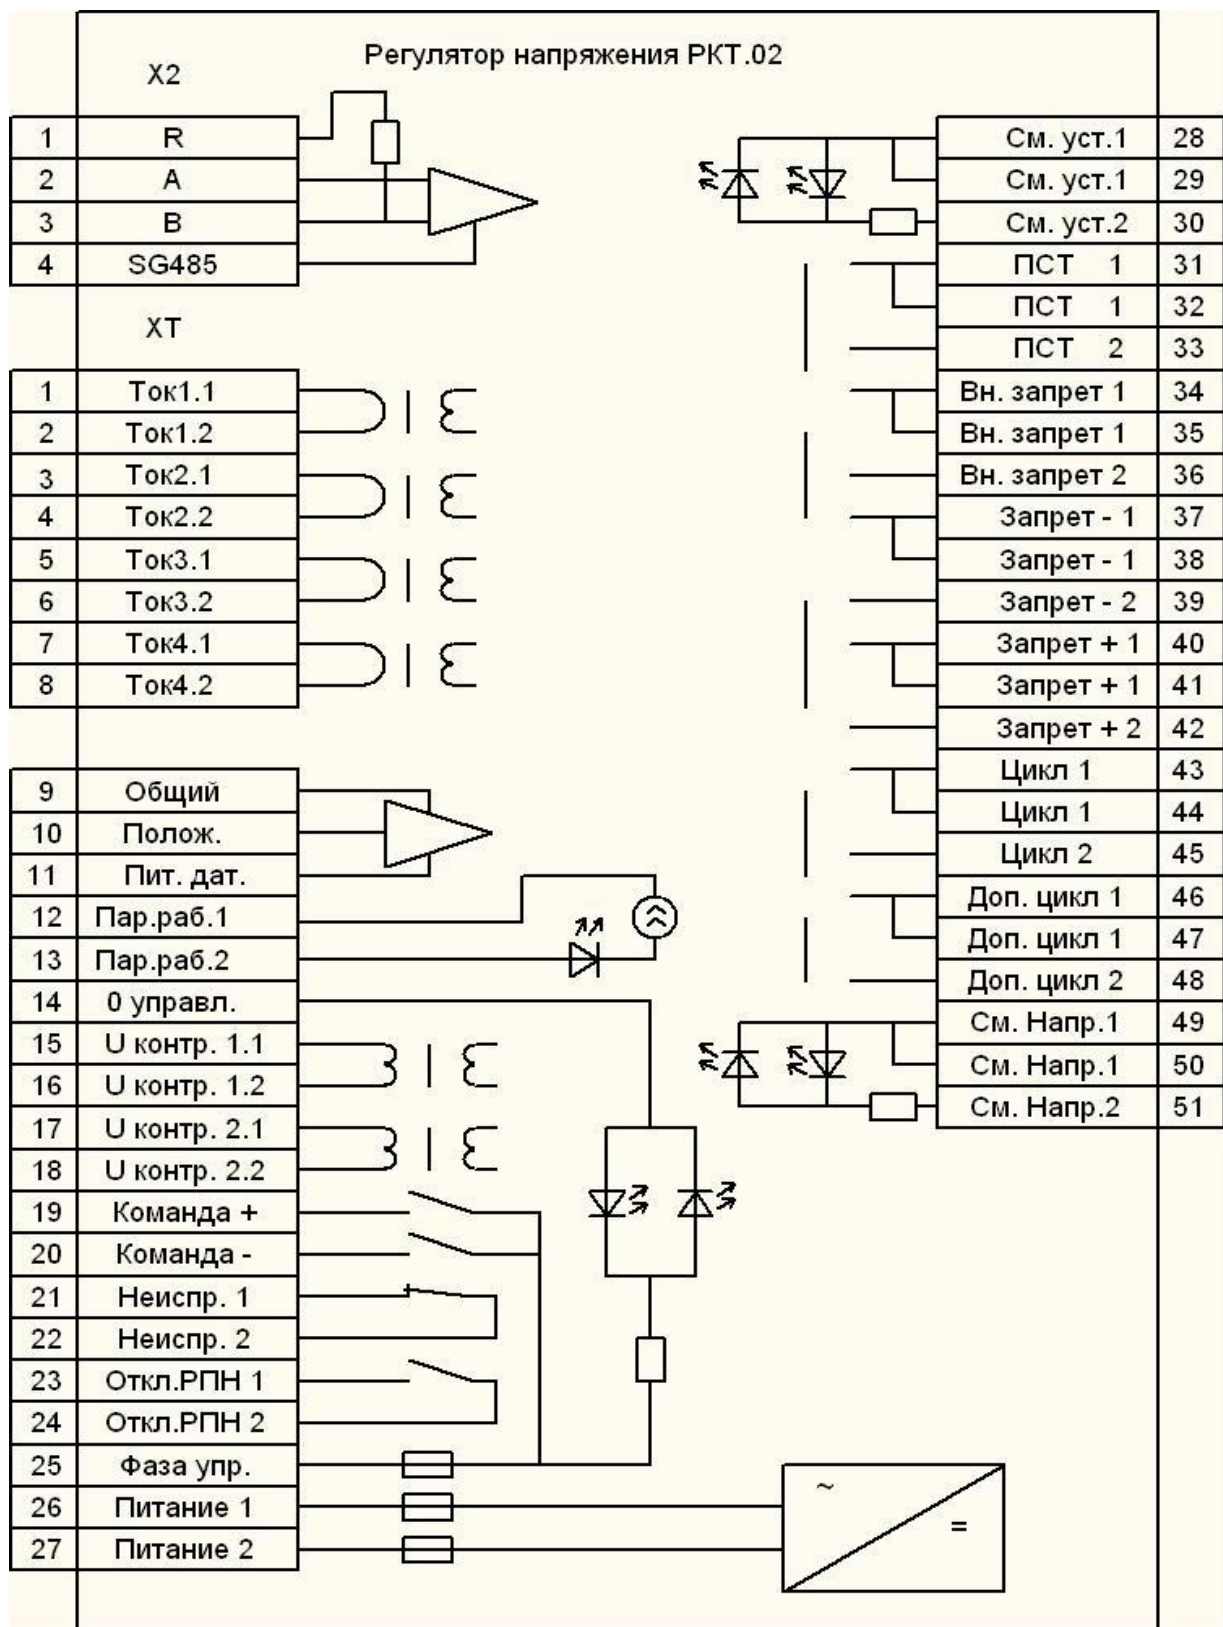 Регулятор напряжения РКТ.02
X2
1 R
2 A
3 B
4 SG485
XT
1 Ток1.1
2 Ток1.2
3 Ток2.1
4 Ток2.2
5 Ток3.1
6 Ток3.2
7 Ток4.1
8 Ток4.2
9 Общий
10 Полож.
11 Пит. дат.
12 Пар.раб.1
13 Пар.раб.2
14 0 управл.
15 U контр. 1.1
16 U контр. 1.2
17 U контр. 2.1
18 U контр. 2.2
19 Команда +
20 Команда -
21 Неиспр. 1
22 Неиспр. 2
23 Откл.РПН 1
24 Откл.РПН 2
25 Фаза упр.
26 Питание 1
27 Питание 2
~
=
См. уст.1 28
См. уст.1 29
См. уст.2 30
ПСТ 1 31
ПСТ 1 32
ПСТ 2 33
Вн. запрет 1 34
Вн. запрет 1 35
Вн. запрет 2 36
Запрет - 1 37
Запрет - 1 38
Запрет - 2 39
Запрет + 1 40
Запрет + 1 41
Запрет + 2 42
Цикл 1 43
Цикл 1 44
Цикл 2 45
Доп. цикл 1 46
Доп. цикл 1 47
Доп. цикл 2 48
См. Напр.1 49
См. Напр.1 50
См. Напр.2 51